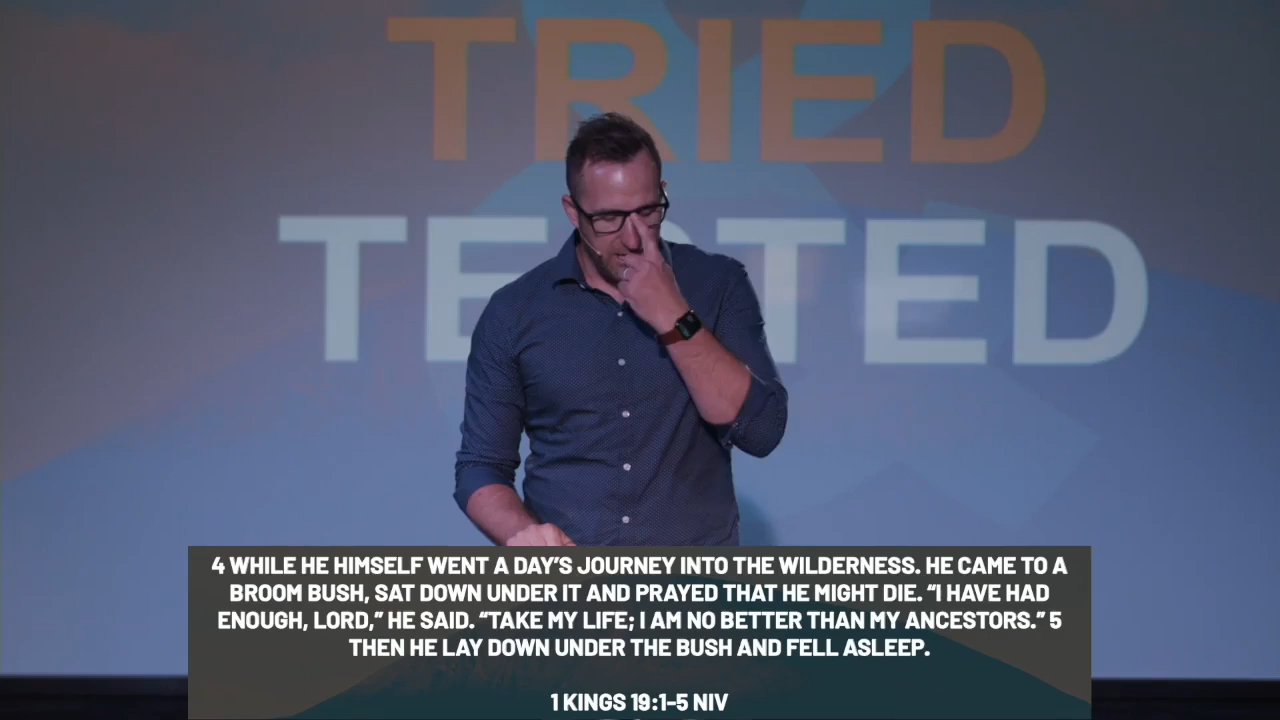 TRIED
TESTED
4 WHILE HE HIMSELF WENT A DAY’S JOURNEY INTO THE WILDERNESS. HE CAME TO A
BROOM BUSH, SAT DOWN UNDER IT AND PRAYED THAT HE MIGHT DIE. “I HAVE HAD
ENOUGH, LORD,” HE SAID. “TAKE MY LIFE; I AM NO BETTER THAN MY ANCESTORS.” 5
THEN HE LAY DOWN UNDER THE BUSH AND FELL ASLEEP.
1 KINGS 19:1-5 NIV